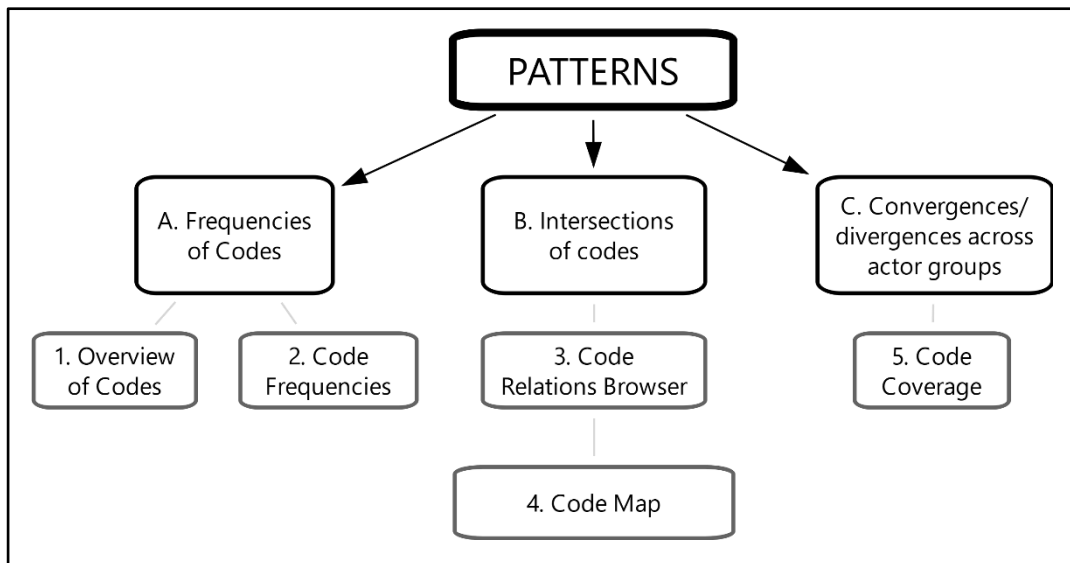 PATTERNS
A. Frequencies
of Codes
B. Intersections
of codes
C. Convergences/
divergences across
actor groups
1. Overview
of Codes
2. Code
Frequencies
3. Code
Relations Browser
5. Code
Coverage
4. Code Map